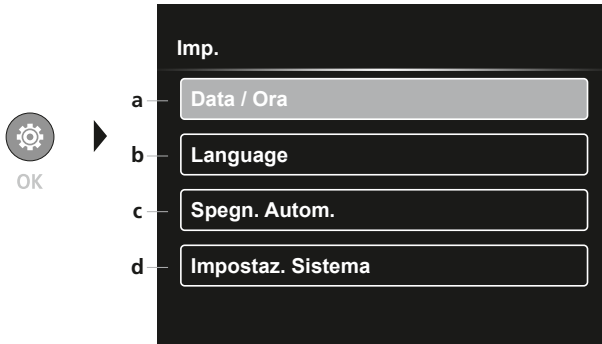 Imp.
a Data / Ora
b Language
OK
c Spegn. Autom.
d Impostaz. Sistema